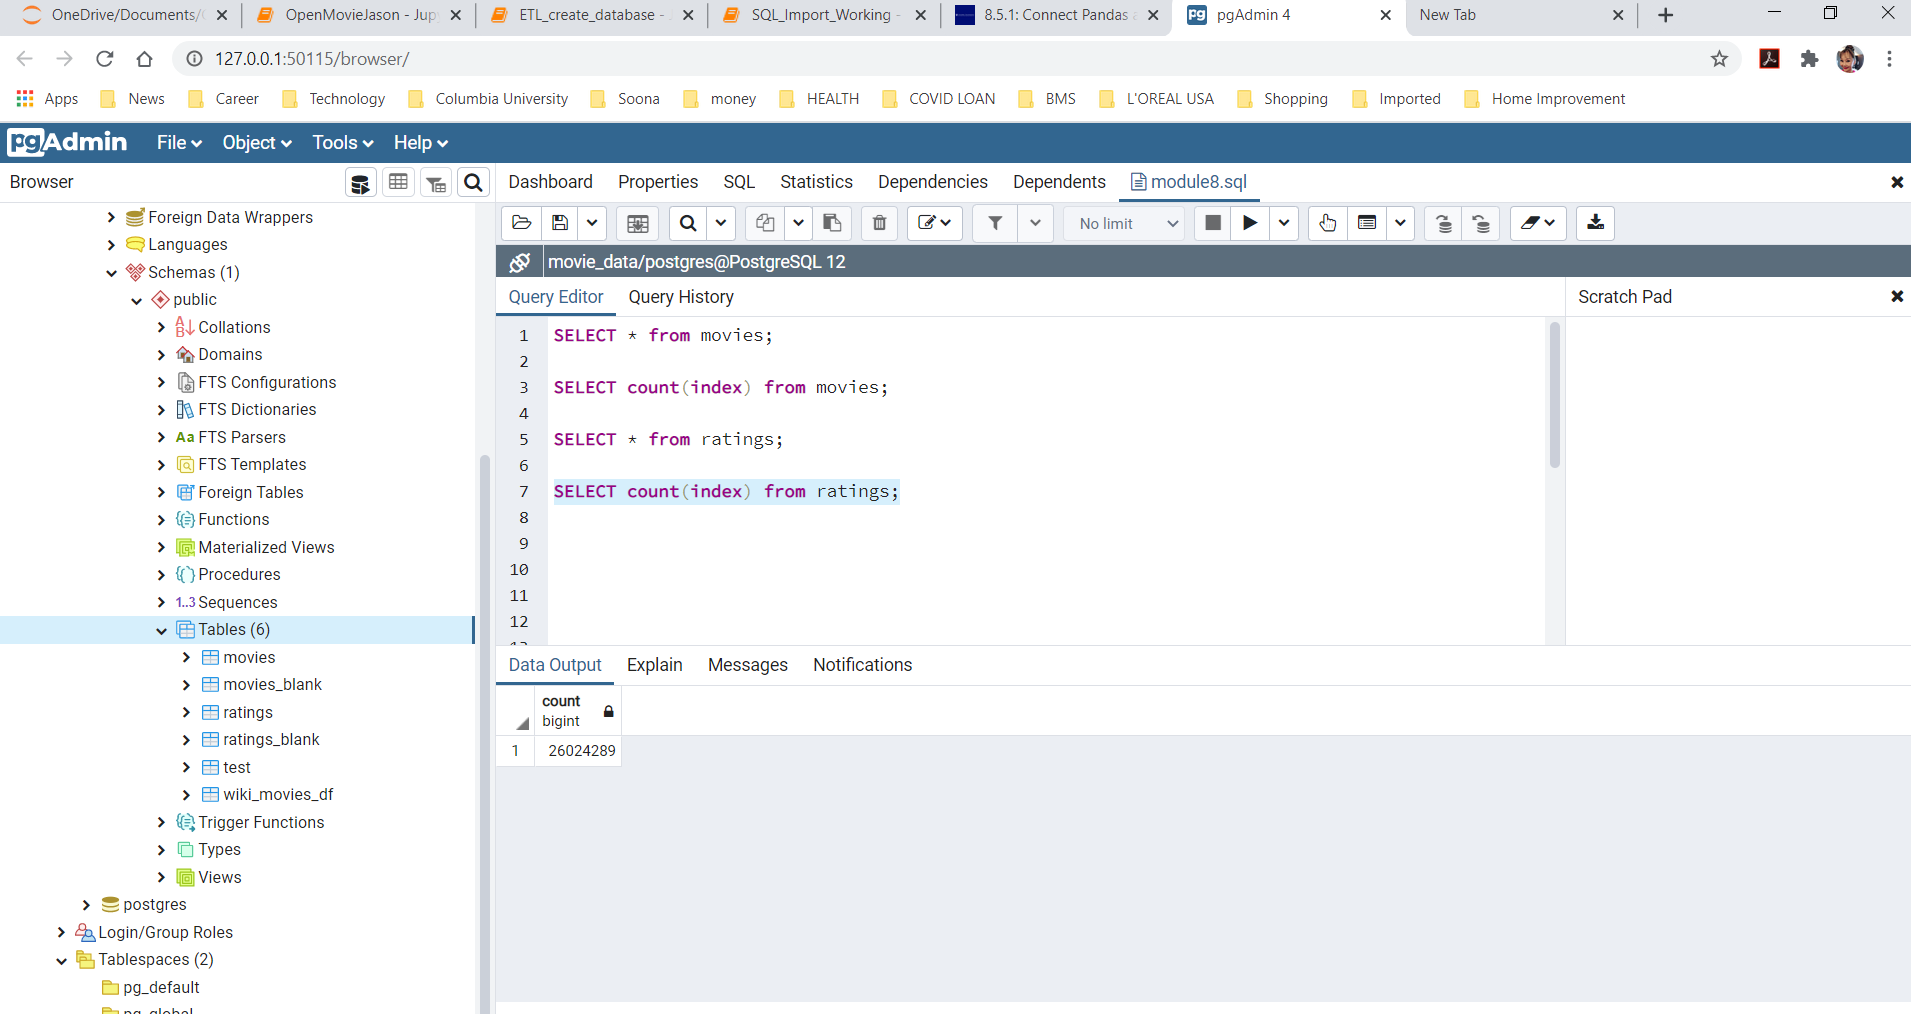 OneDrive/Documents/
OpenMovieJason - Jup
ETL_create_database -
SQL_Import_Working -
8.5.1: Connect Pandas
pgAdmin 4
New Tab
127.0.0.1:50115/browser/
Apps
News
Career
Technology
Columbia University
Soona
money
HEALTH
COVID LOAN
BMS
L'OREAL USA
Shopping
Imported
Home Improvement
pgAdmin
File
Object
Tools
Help
Browser
Foreign Data Wrappers
Languages
Schemas (1)
public
Collations
Domains
FTS Configurations
FTS Dictionaries
Aa FTS Parsers
FTS Templates
Foreign Tables
Functions
Materialized Views
Procedures
1..3 Sequences
Tables (6)
movies
movies_blank
ratings
ratings_blank
test
wiki_movies_df
Trigger Functions
Types
Views
postgres
Login/Group Roles
Tablespaces (2)
pg_default
pg_global
Dashboard
Properties
SQL
Statistics
Dependencies
Dependents
module8.sql
No limit
movie_data/postgres@PostgreSQL 12
Query Editor
Query History
Scratch Pad
1 SELECT * from movies;
2
3 SELECT count(index) from movies;
4
5 SELECT * from ratings;
6
7 SELECT count(index) from ratings;
8
9
10
11
12
Data Output
Explain
Messages
Notifications
count
bigint
1 26024289